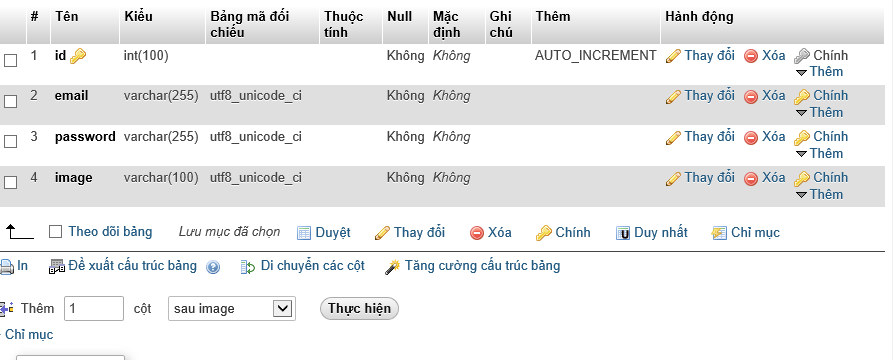 # Tên Kiểu Bảng mã đối chiếu Thuộc tính Null Mặc định Ghi chú Thêm Hành động
1 id int(100) Không Không AUTO_INCREMENT Thay đổi Xóa Chính
Thêm
2 email varchar(255) utf8_unicode_ci Không Không Thay đổi Xóa Chính
Thêm
3 password varchar(255) utf8_unicode_ci Không Không Thay đổi Xóa Chính
Thêm
4 image varchar(100) utf8_unicode_ci Không Không Thay đổi Xóa Chính
Thêm
Theo dõi bảng Lưu mục đã chọn Duyệt Thay đổi Xóa Chính Duy nhất Chỉ mục
In Đề xuất cấu trúc bảng Di chuyển các cột Tăng cường cấu trúc bảng
Thêm 1 cột sau image Thực hiện
Chỉ mục